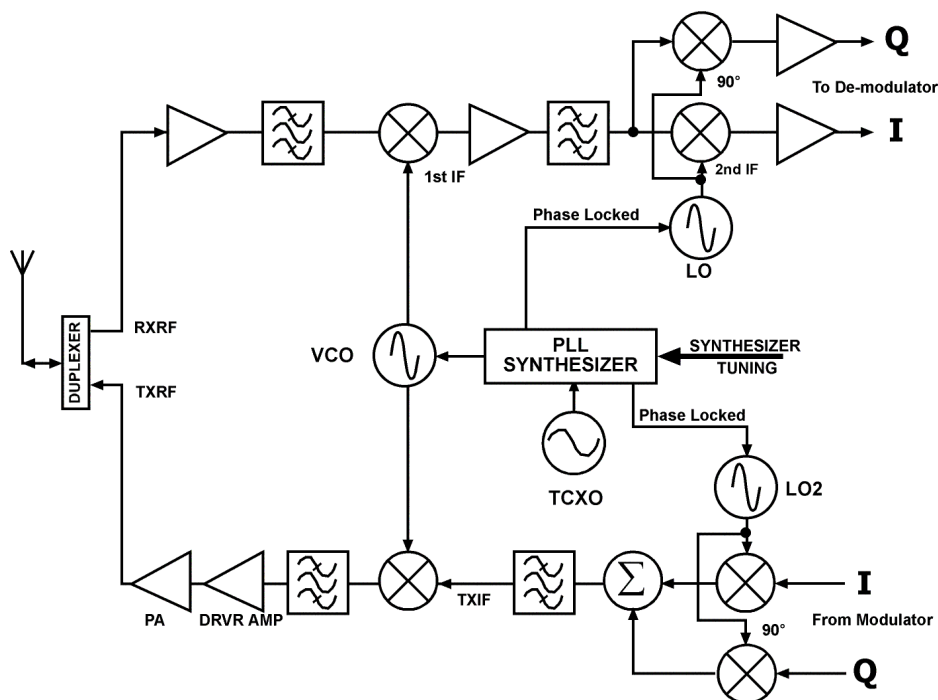 Q
90°
To De-modulator
I
1st IF
2nd IF
Phase Locked
LO
DUPLEXER
RXRF
TXRF
VCO
PLL
SYNTHESIZER
SYNTHESIZER
TUNING
Phase Locked
TCXO
LO2
Σ
I
TXIF
PA
DRVR AMP
From Modulator
90°
Q